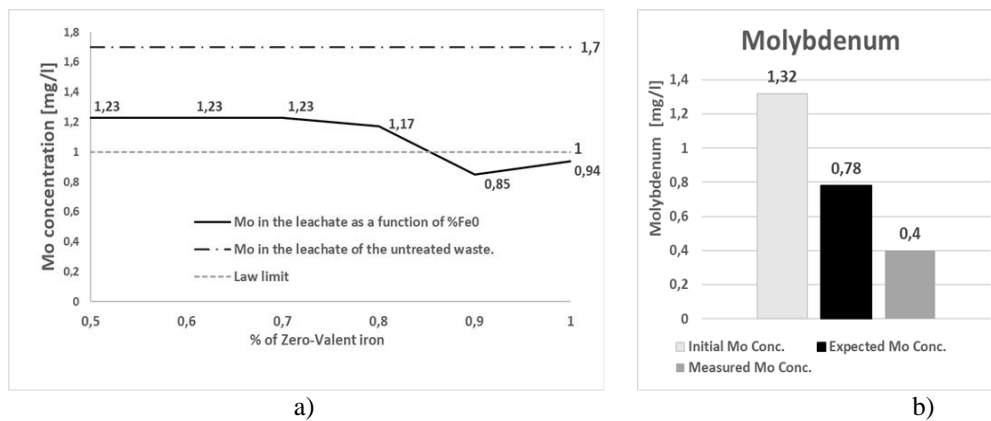 1,8
1,6
1,4
1,2
1
0,8
0,6
0,4
0,2
0
Mo concentration [mg/l]
1,7
1,23
1,23
1,23
1,17
1
0,94
0,85
Mo in the leachate as a function of %Fe0
Mo in the leachate of the untreated waste.
Law limit
0,5 0,6 0,7 0,8 0,9 1
% of Zero-Valent iron
a)
Molybdenum
1,4
1,2
1
0,8
0,6
0,4
0,2
0
Molybdenum [mg/l]
1,32
0,78
0,4
Initial Mo Conc. Expected Mo Conc.
Measured Mo Conc.
b)